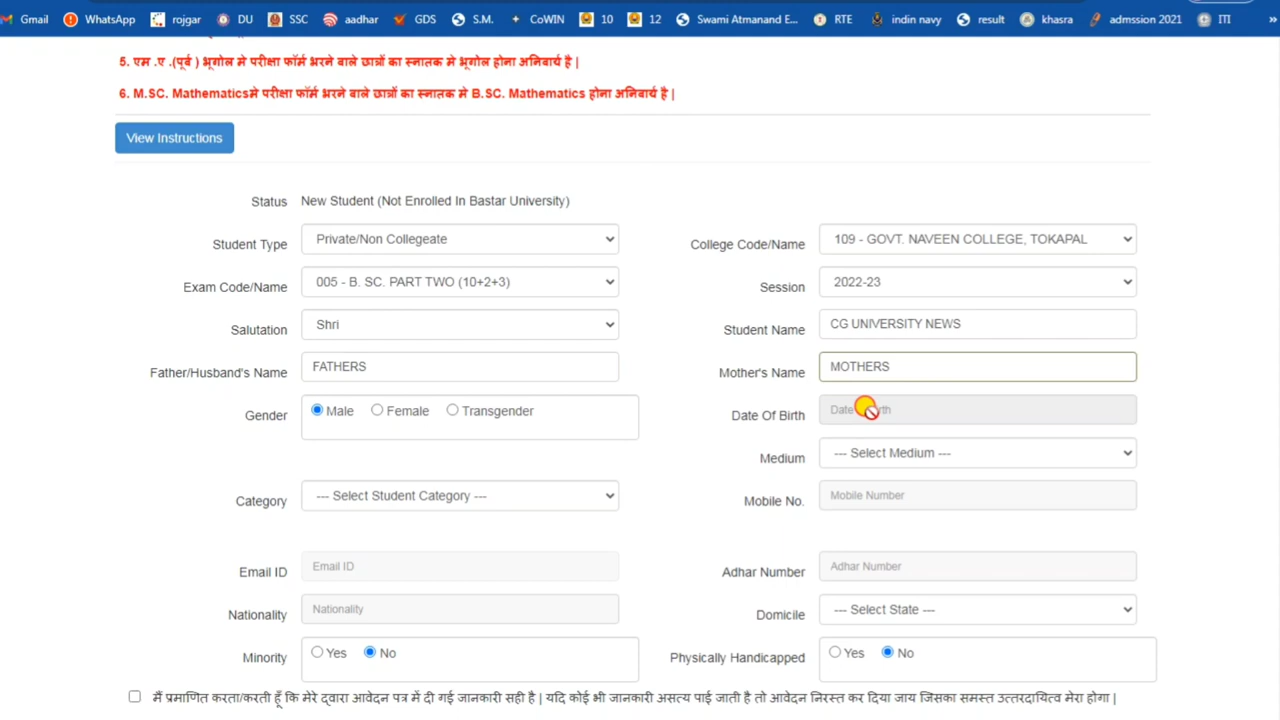 Gmail WhatsApp rojgar DU SSC aadhar GDS S.M. CoWIN 10 12 Swami Atmanand E... RTE indin navy result khasra admssion 2021 ITI »
5. एम .ए .(पूर्व ) भूगोल मे परीक्षा फॉर्म भरने बाले छात्रों का स्नातक मे भूगोल होना अनिबार्य है |
6. M.SC. Mathematicsमे परीक्षा फॉर्म भरने बाले छात्रों का स्नातक मे B.SC. Mathematics होना अनिबार्य है |
View Instructions
Status New Student (Not Enrolled In Bastar University)
Student Type Private/Non Collegeate College Code/Name 109 - GOVT. NAVEEN COLLEGE, TOKAPAL
Exam Code/Name 005 - B. SC. PART TWO (10+2+3) Session 2022-23
Salutation Shri Student Name CG UNIVERSITY NEWS
Father/Husband's Name FATHERS Mother's Name MOTHERS
Gender Male Female Transgender Date Of Birth
Medium --- Select Medium ---
Category --- Select Student Category --- Mobile No. Mobile Number
Email ID Email ID Adhar Number Adhar Number
Nationality Nationality Domicile --- Select State ---
Minority Yes No Physically Handicapped Yes No
मैं प्रमाणित करता/करती हूँ कि मेरे द्वारा आवेदन पत्र में दी गई जानकारी सही है | यदि कोई भी जानकारी असत्य पाई जाती है तो आवेदन निरस्त कर दिया जाय जिसका समस्त उत्तरदायित्व मेरा होगा |